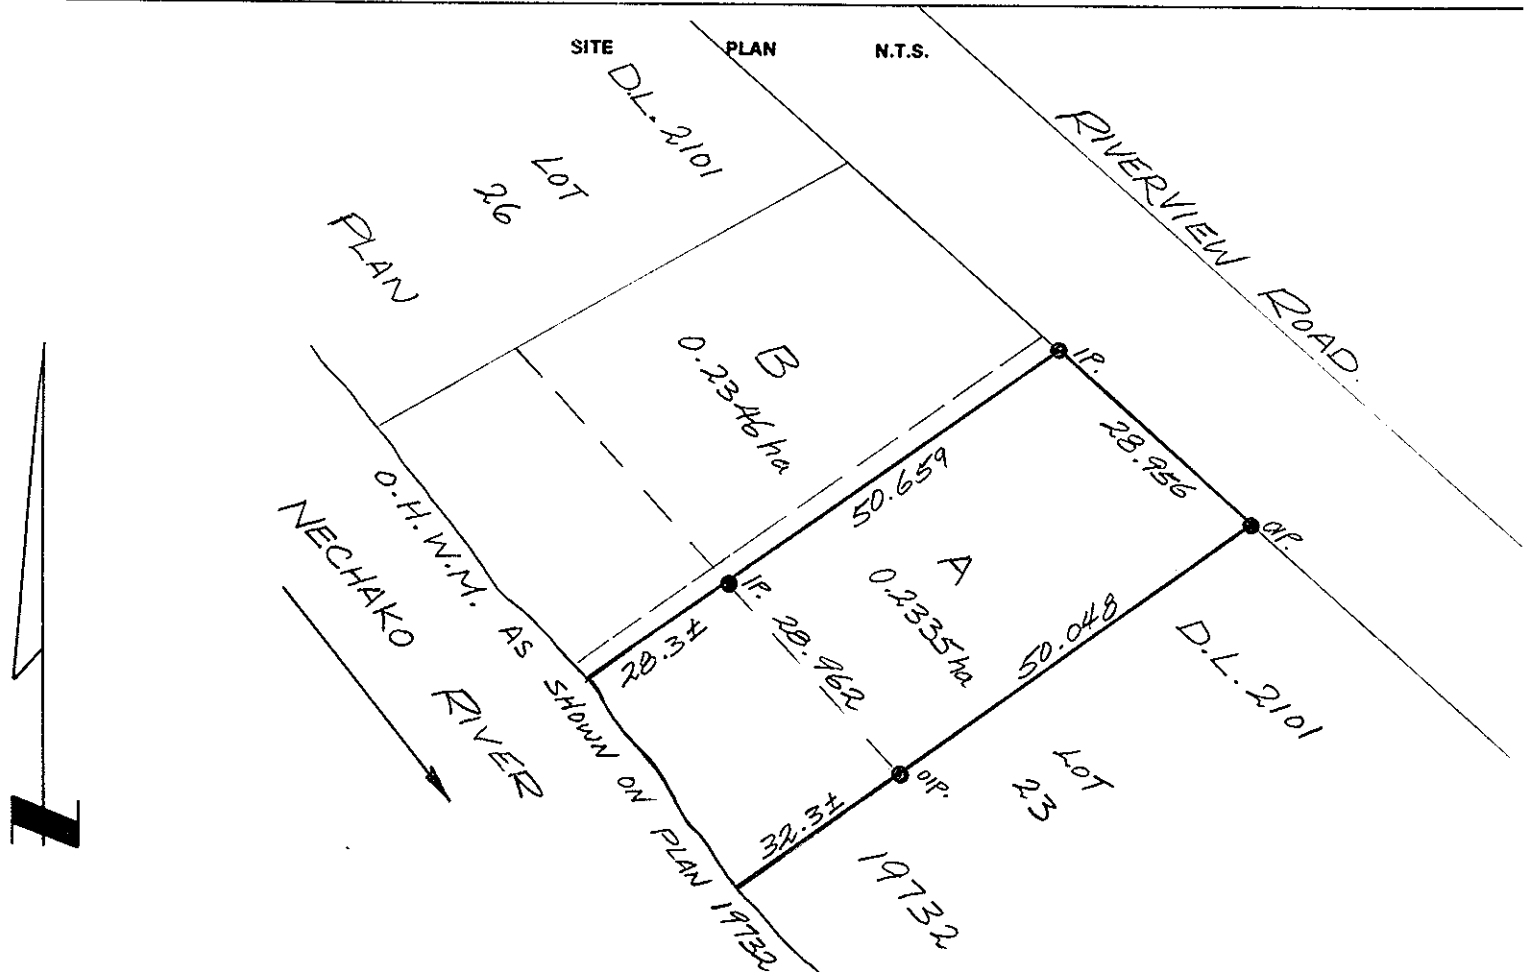 SITE PLAN N.T.S.
D.L. 2101
LOT
26
PLAN
RIVERVIEW ROAD.
B
0.2346 ha
IP.
28.956
50.659
OIP.
A
0.2335 ha
50.048
IP.
28.3±
28.962
OIP.
32.3±
D.L. 2101
LOT
23
19732
O.H.W.M. AS SHOWN ON PLAN 19732
NECHAKO RIVER